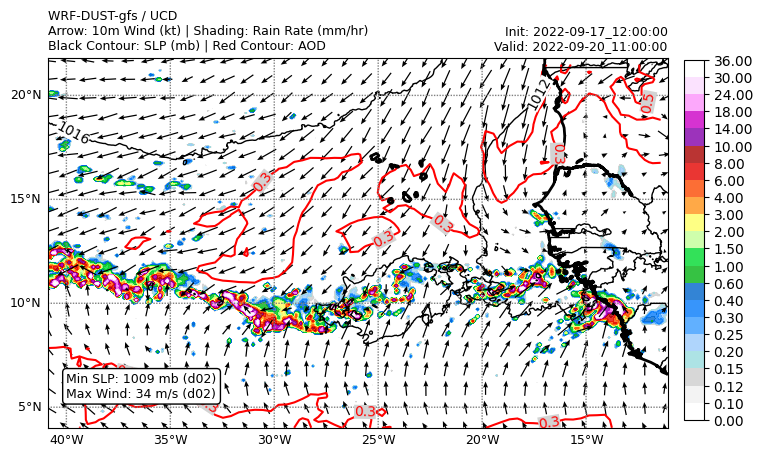 WRF-DUST-gfs / UCD
Arrow: 10m Wind (kt) | Shading: Rain Rate (mm/hr)
Black Contour: SLP (mb) | Red Contour: AOD
Init: 2022-09-17_12:00:00
Valid: 2022-09-20_11:00:00
20°N
15°N
10°N
5°N
40°W
35°W
30°W
25°W
20°W
15°W
1016
1012
0.5
0.3
0.3
0.3
0.3
0.3
0.3
Min SLP: 1009 mb (d02)
Max Wind: 34 m/s (d02)
36.00
30.00
24.00
18.00
14.00
10.00
8.00
6.00
4.00
3.00
2.00
1.50
1.00
0.60
0.40
0.30
0.25
0.20
0.15
0.12
0.10
0.00